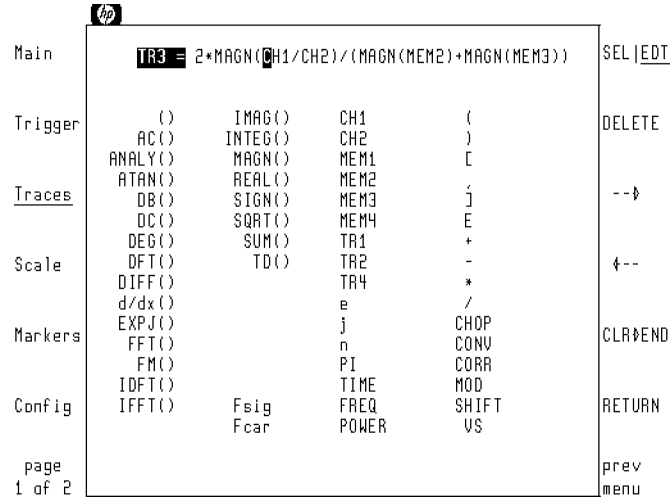 hp
Main TR3 = 2*MAGN(CH1/CH2)/(MAGN(MEM2)+MAGN(MEM3)) SEL|EDT
Trigger () IMAG() CH1 ( DELETE
AC() INTEG() CH2 )
ANALY() MAGN() MEM1 [
Traces ATAN() REAL() MEM2 ,
DB() SIGN() MEM3 ]
DC() SQRT() MEM4 E
DEG() SUM() TR1 +
Scale DFT() TD() TR2 -
DIFF() TR4 *
d/dx() e /
Markers EXPJ() j CHOP CLR END
FFT() n CONV
FM() PI CORR
IDFT() TIME MOD
Config IFFT() Fsig FREQ SHIFT RETURN
Fcar POWER VS
page prev
1 of 2 menu